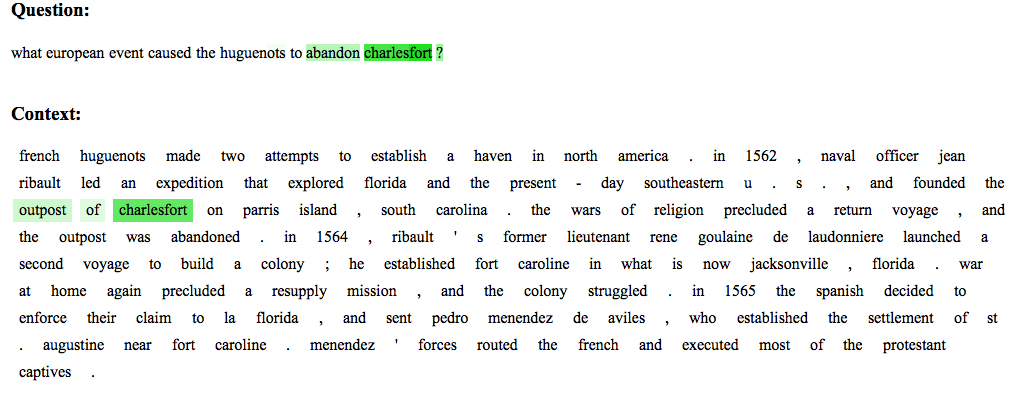 Question:
what european event caused the huguenots to abandon charlesfort ?
Context:
french huguenots made two attempts to establish a haven in north america . in 1562 , naval officer jean
ribault led an expedition that explored florida and the present - day southeastern u . s . , and founded the
outpost of charlesfort on parris island , south carolina . the wars of religion precluded a return voyage , and
the outpost was abandoned . in 1564 , ribault ' s former lieutenant rene goulaine de laudonniere launched a
second voyage to build a colony ; he established fort caroline in what is now jacksonville , florida . war
at home again precluded a resupply mission , and the colony struggled . in 1565 the spanish decided to
enforce their claim to la florida , and sent pedro menendez de aviles , who established the settlement of st
. augustine near fort caroline . menendez ' forces routed the french and executed most of the protestant
captives .